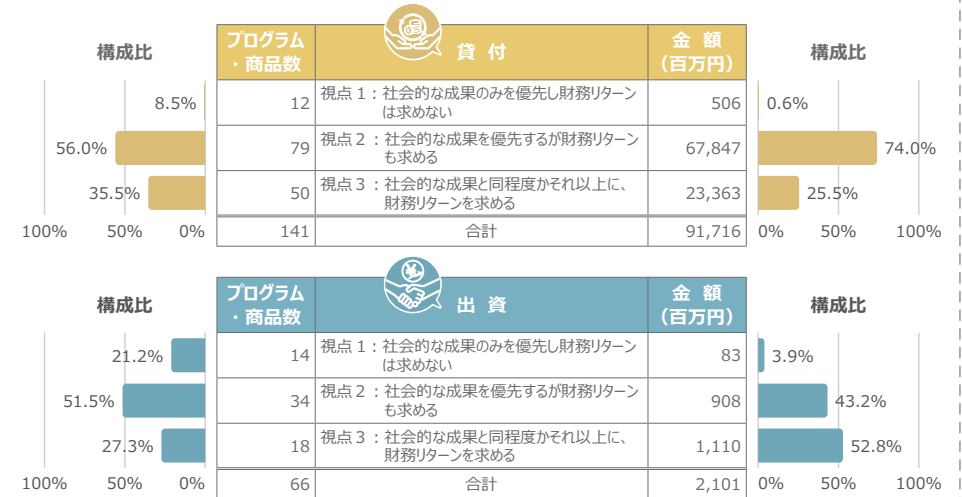 構成比
プログラム
・商品数
貸 付
金 額
(百万円)
構成比
8.5%
12
視点 1：社会的な成果のみを優先し財務リターン
は求めない
506
0.6%
56.0%
79
視点 2：社会的な成果を優先するが財務リターン
も求める
67,847
74.0%
35.5%
50
視点 3：社会的な成果と同程度かそれ以上に、
財務リターンを求める
23,363
25.5%
100% 50% 0%
141
合計
91,716
0% 50% 100%
構成比
プログラム
・商品数
¥
出 資
金 額
(百万円)
構成比
21.2%
14
視点 1：社会的な成果のみを優先し財務リターン
は求めない
83
3.9%
51.5%
34
視点 2：社会的な成果を優先するが財務リターン
も求める
908
43.2%
27.3%
18
視点 3：社会的な成果と同程度かそれ以上に、
財務リターンを求める
1,110
52.8%
100% 50% 0%
66
合計
2,101
0% 50% 100%